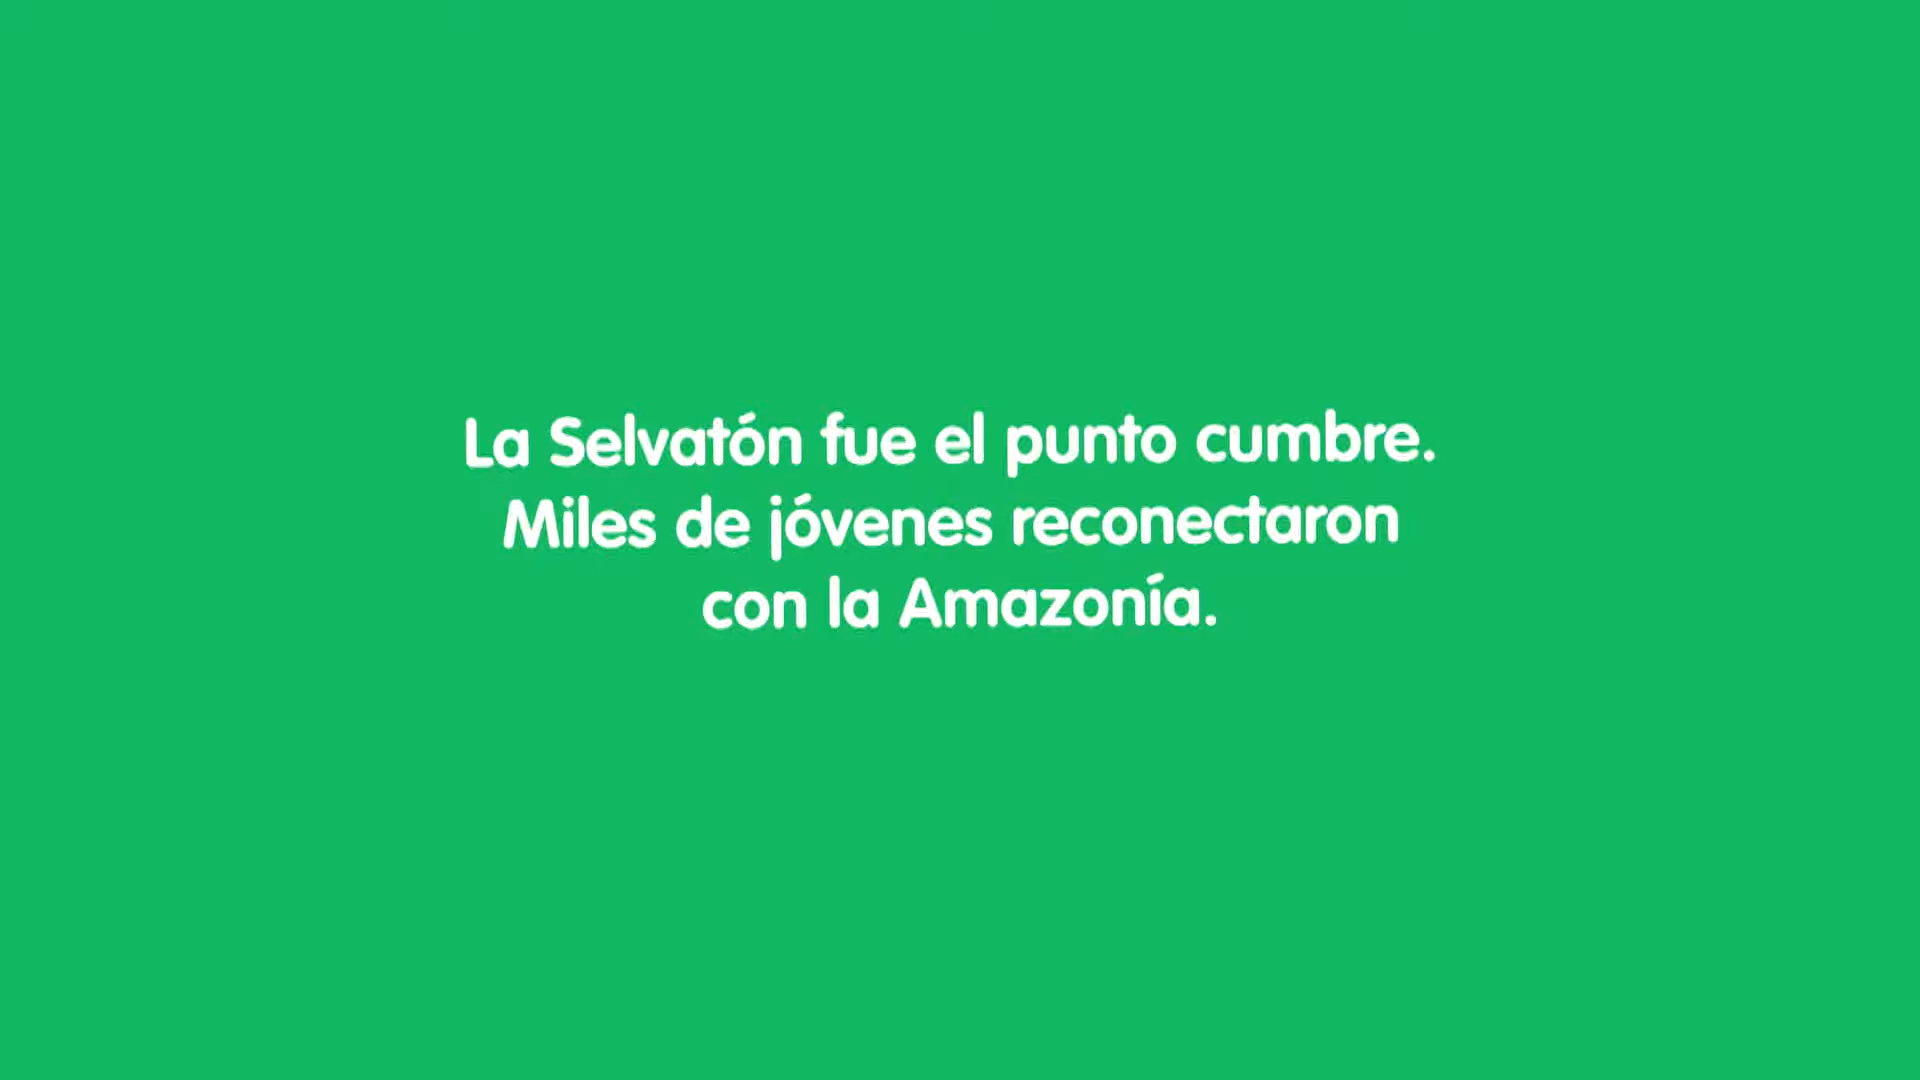 La Selvatón fue el punto cumbre.
Miles de jóvenes reconectaron
con la Amazonía.